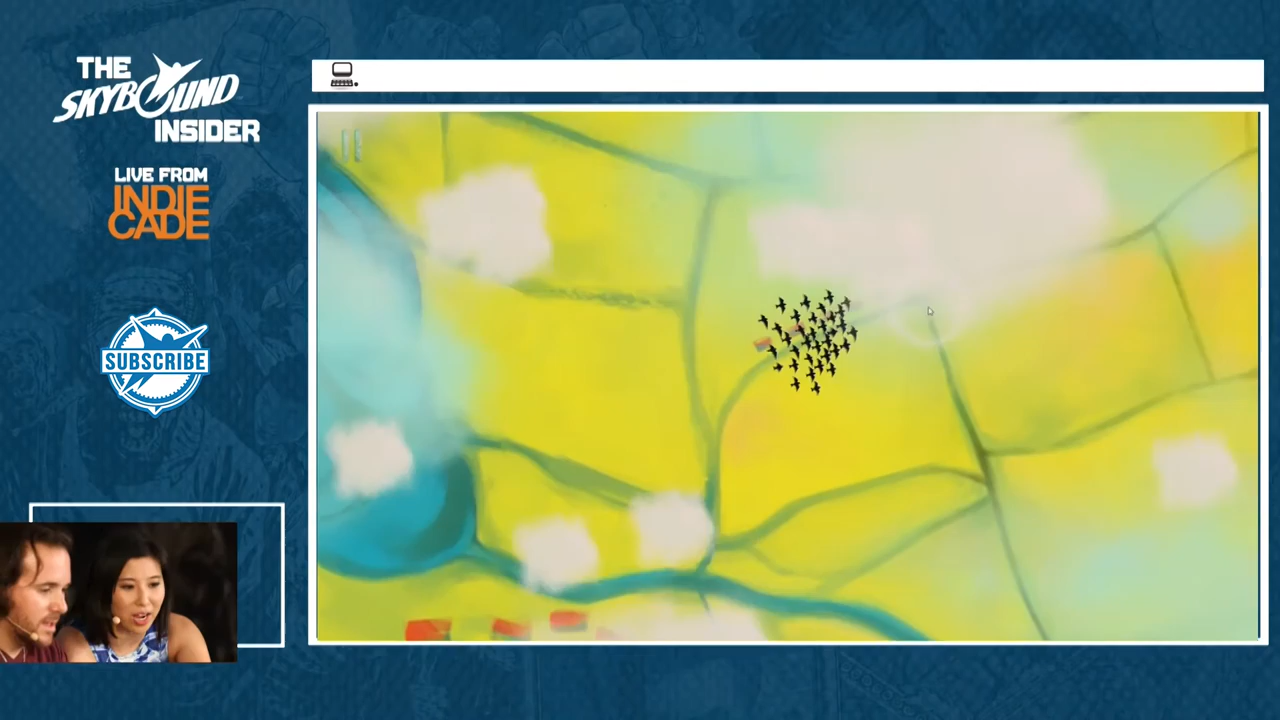 THE
SKYBOUND
INSIDER
LIVE FROM
INDIE
CADE
SUBSCRIBE